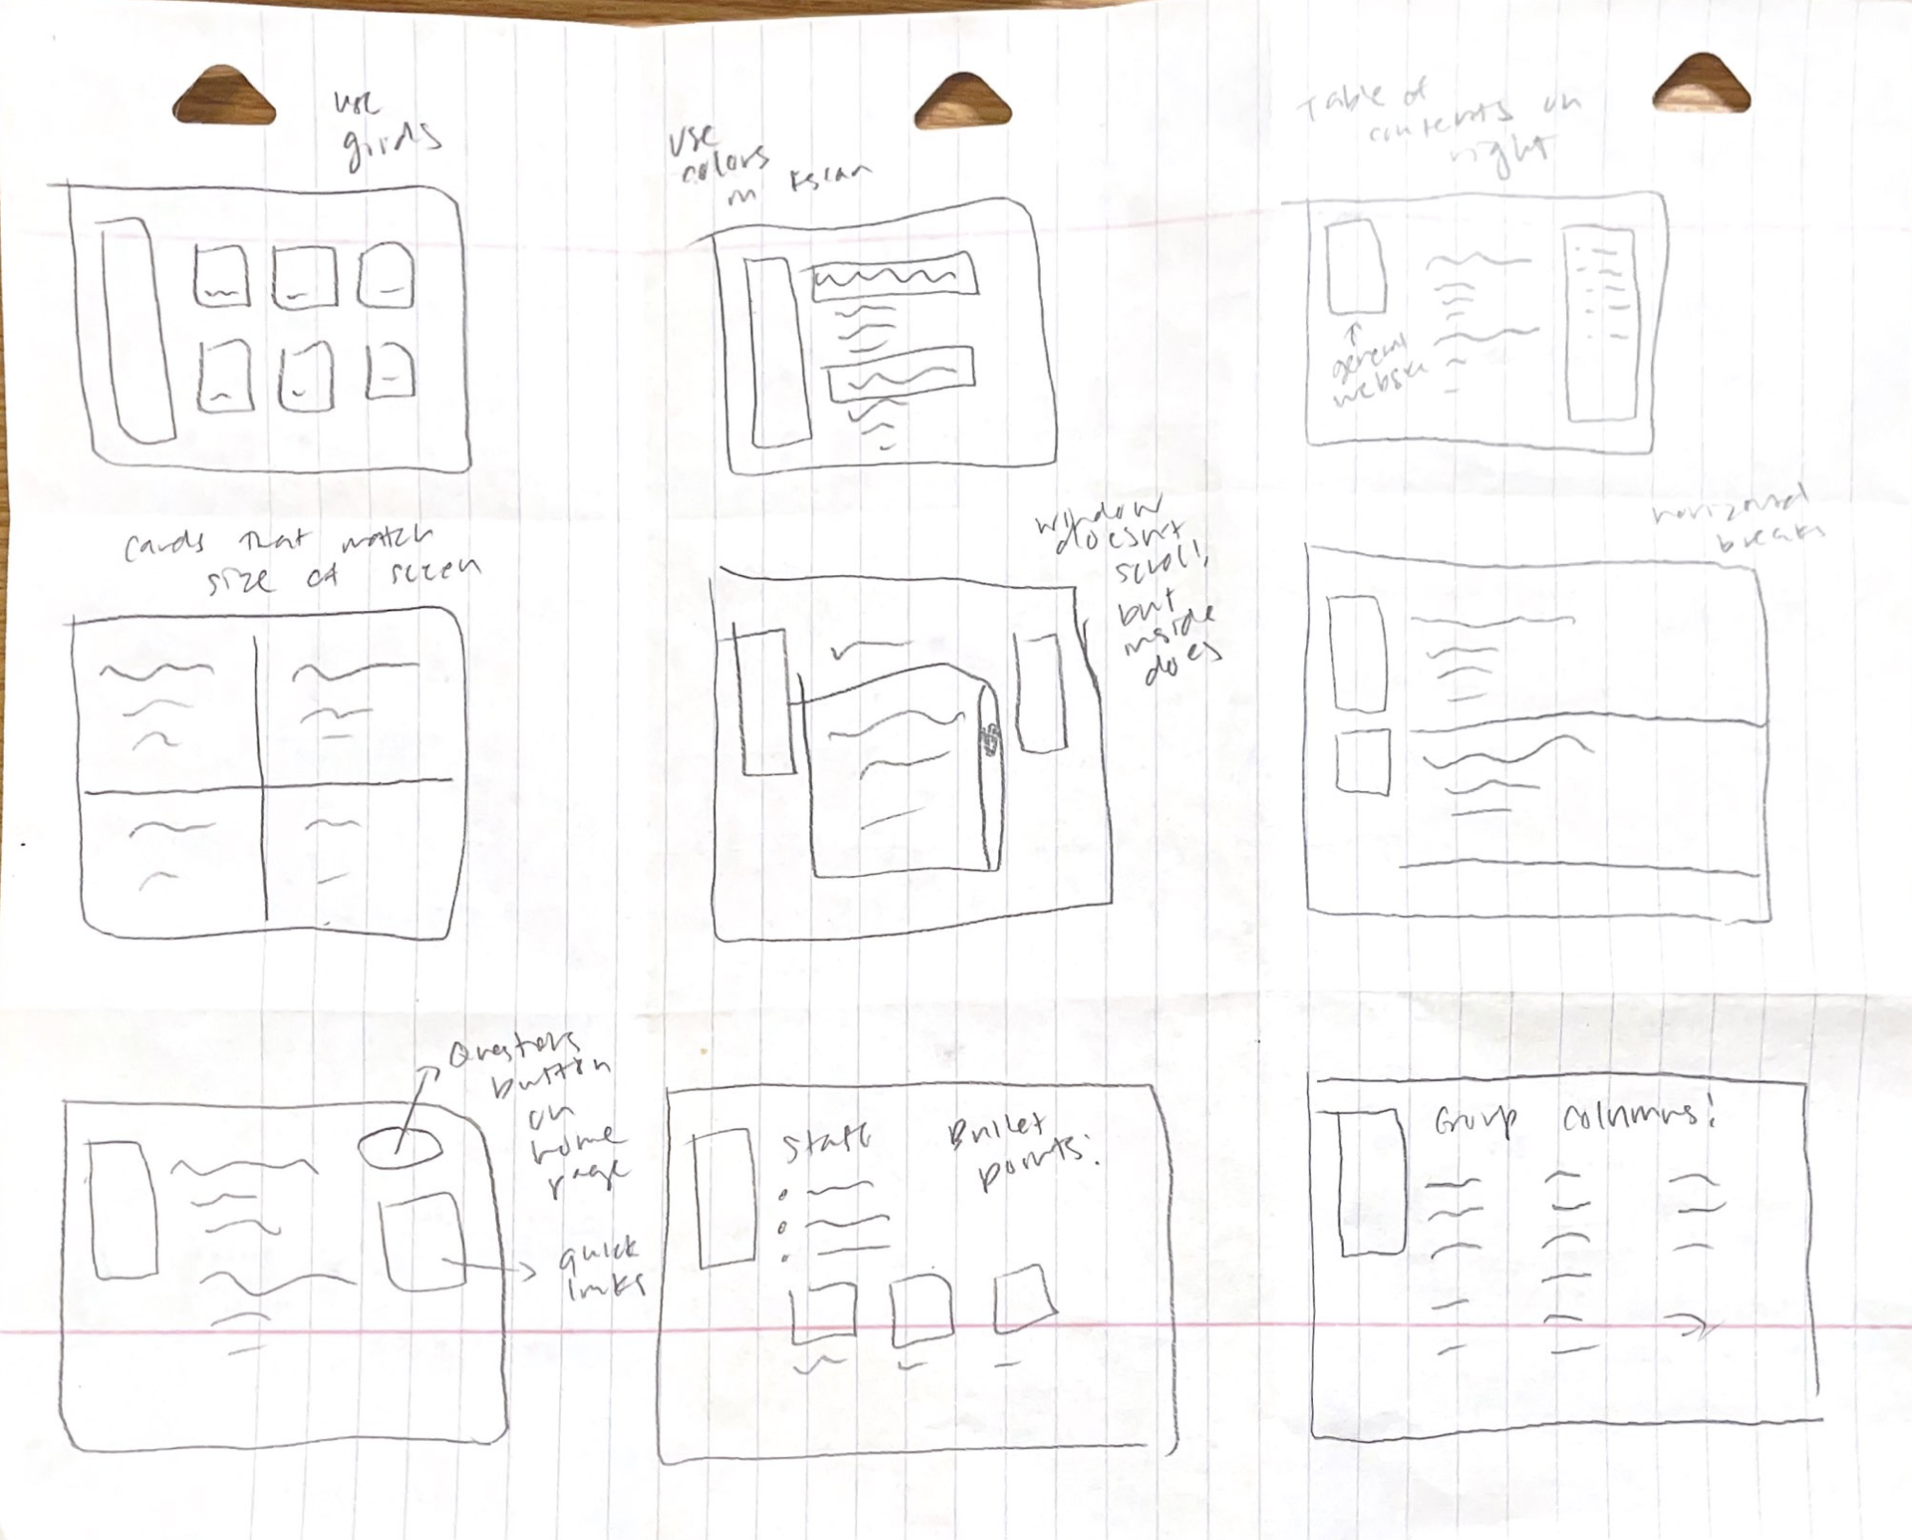 use
grids
use
colors
in
Table of
contents on
right
general
website
cards that match
size of screen
window
doesn't
scroll,
but
inside
does
horizontal
breaks
Questions
button
on
home
page
quick
links
Staff
Bullet
points:
Group columns!